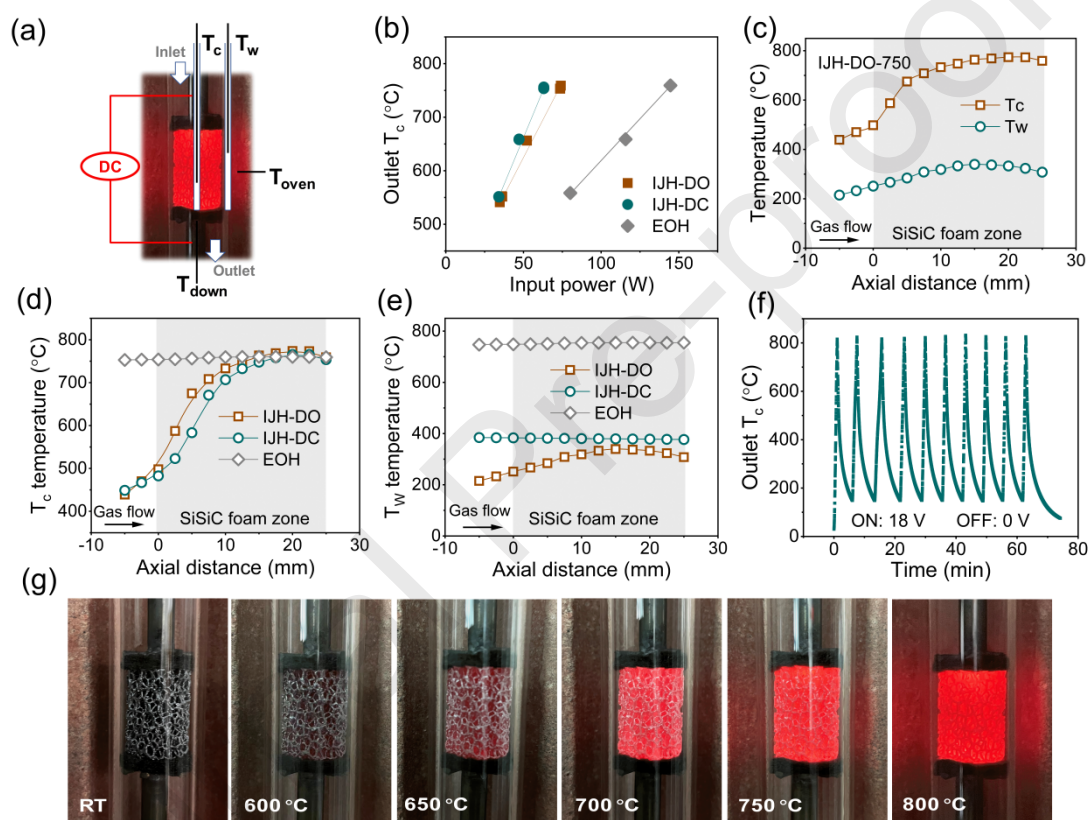 (a)
Inlet
Tc Tw
DC
Toven
Outlet
Tdown
(b)
Outlet Tc (°C)
800
750
700
650
600
550
500
0 50 100 150
Input power (W)
IJH-DO
IJH-DC
EOH
(c)
Temperature (°C)
800
600
400
200
0
IJH-DO-750
Tc
Tw
Gas flow
SiSiC foam zone
-10 0 10 20 30
Axial distance (mm)
(d)
Tc temperature (°C)
800
700
600
500
400
IJH-DO
IJH-DC
EOH
Gas flow
SiSiC foam zone
-10 0 10 20 30
Axial distance (mm)
(e)
TW temperature (°C)
800
600
400
200
0
IJH-DO
IJH-DC
EOH
Gas flow
SiSiC foam zone
-10 0 10 20 30
Axial distance (mm)
(f)
Outlet Tc (°C)
800
600
400
200
0
ON: 18 V OFF: 0 V
0 20 40 60 80
Time (min)
(g)
RT
600 °C
650 °C
700 °C
750 °C
800 °C
Pre-proof